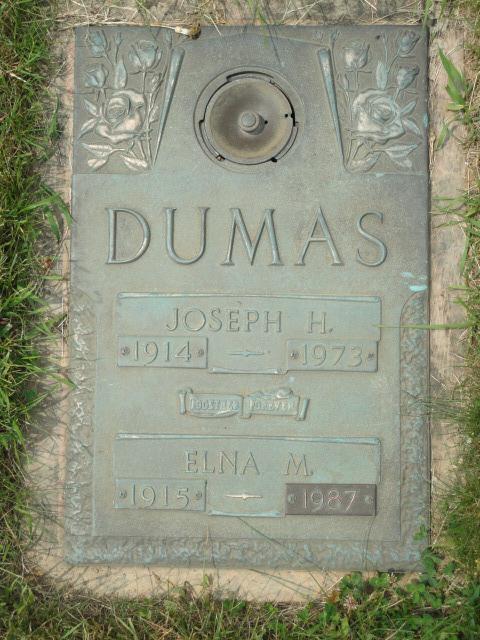 DUMAS
JOSEPH H.
1914 1973
TOGETHER FOREVER
ELNA M.
1915 1987